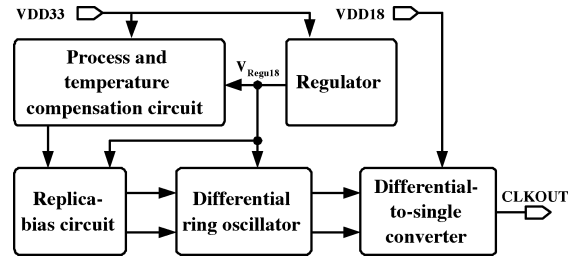 VDD33
VDD18
Process and
temperature
compensation circuit
VRegu18
Regulator
Replica-
bias circuit
Differential
ring oscillator
Differential-
to-single
converter
CLKOUT